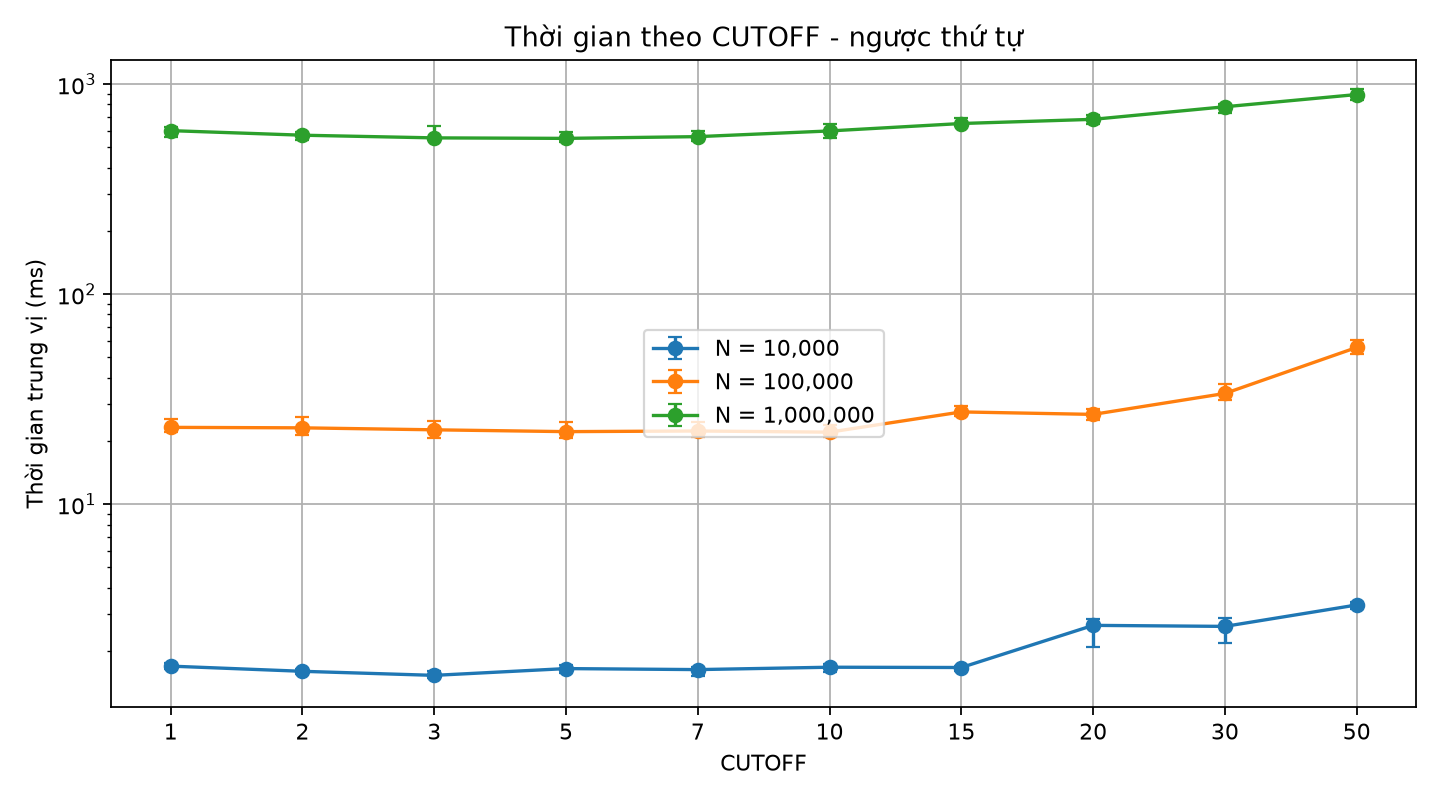 Thời gian theo CUTOFF - ngược thứ tự
Thời gian trung vị (ms)
10³
10²
10¹
N = 10,000
N = 100,000
N = 1,000,000
1 2 3 5 7 10 15 20 30 50
CUTOFF